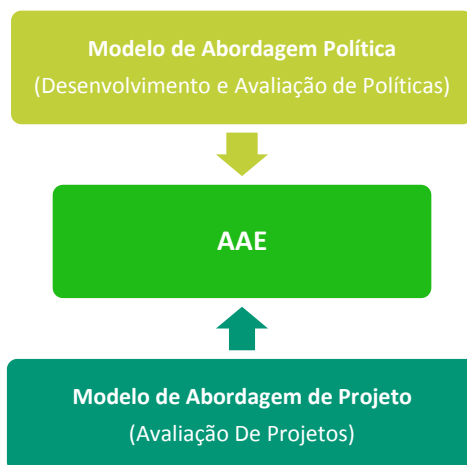 Modelo de Abordagem Política
(Desenvolvimento e Avaliação de Políticas)
AAE
Modelo de Abordagem de Projeto
(Avaliação De Projetos)